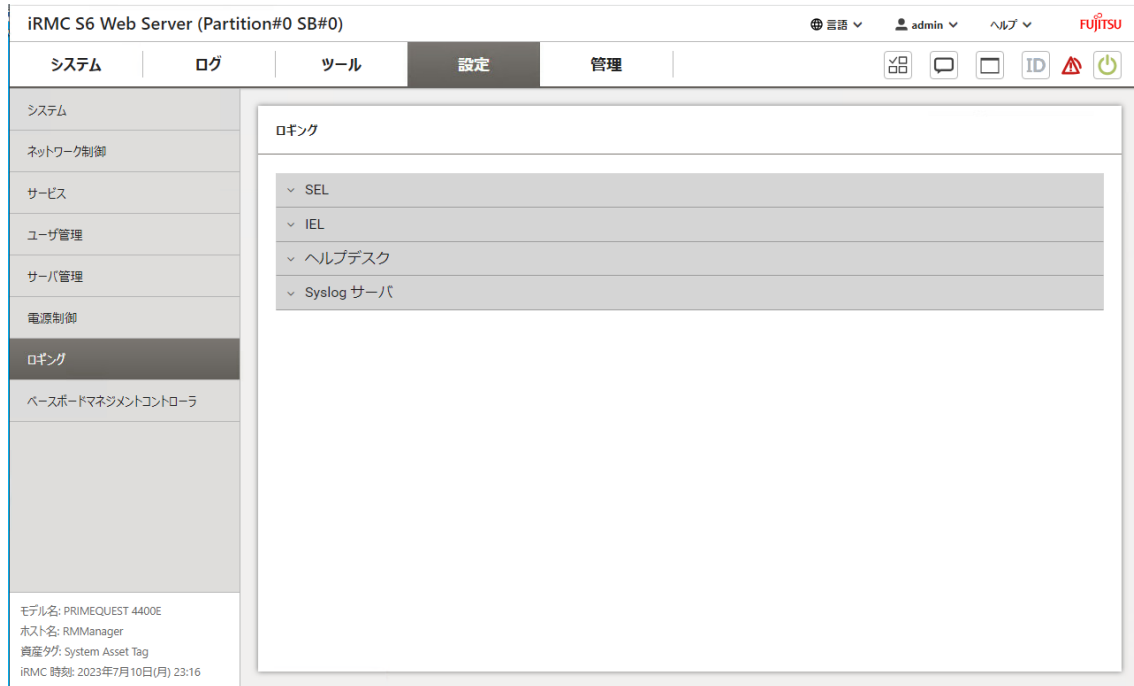 iRMC S6 Web Server (Partition#0 SB#0)
言語 admin ヘルプ FUJITSU
システム ログ ツール 設定 管理 ID
システム
ネットワーク制御
サービス
ユーザ管理
サーバ管理
電源制御
ロギング
ベースボードマネジメントコントローラ
ロギング
SEL
IEL
ヘルプデスク
Syslog サーバ
モデル名: PRIMEQUEST 4400E
ホスト名: RMManager
資産タグ: System Asset Tag
iRMC 時刻: 2023年7月10日(月) 23:16